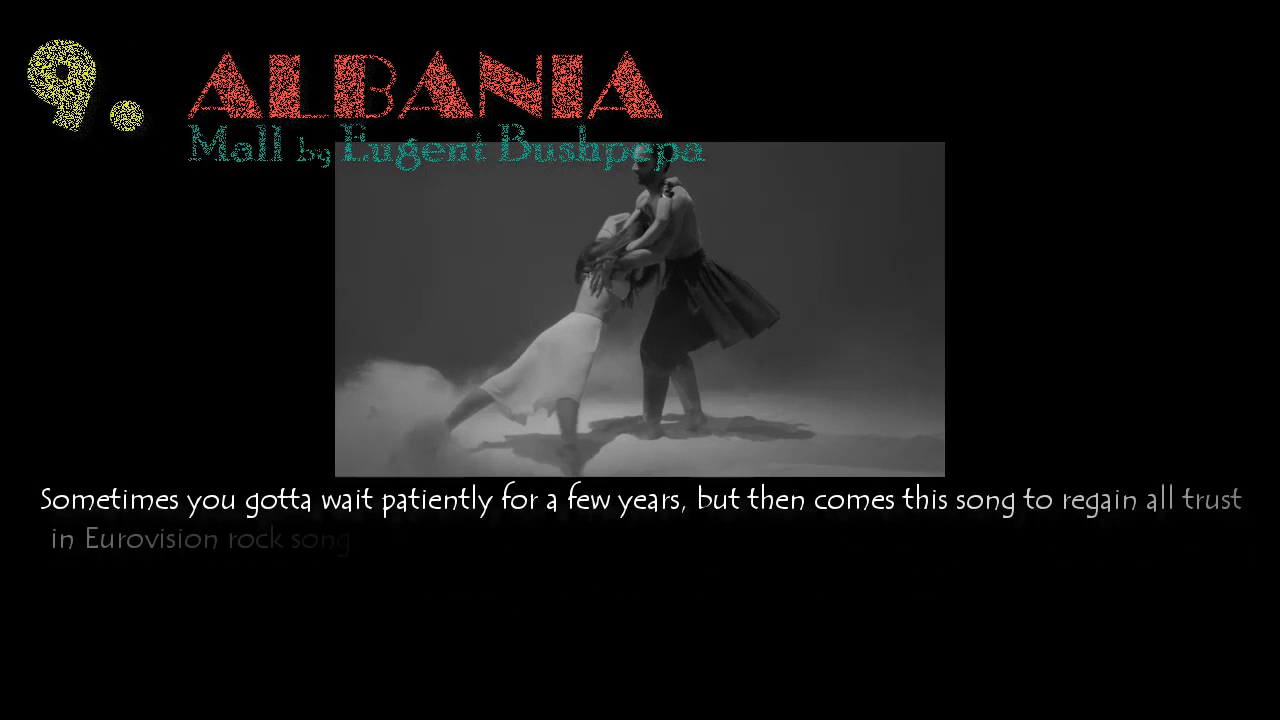 9. ALBANIA
Mall by Eugent Bushpepa
Sometimes you gotta wait patiently for a few years, but then comes this song to regain all trust
in Eurovision rock song